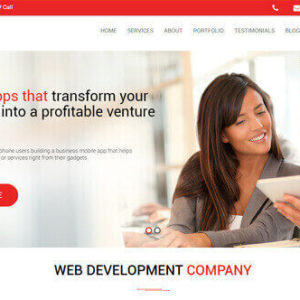 ? Call
HOME SERVICES ABOUT PORTFOLIO TESTIMONIALS BLOG
ps that transform your
into a profitable venture
phone users building a business mobile app that helps
or services right from their gadgets
WEB DEVELOPMENT COMPANY